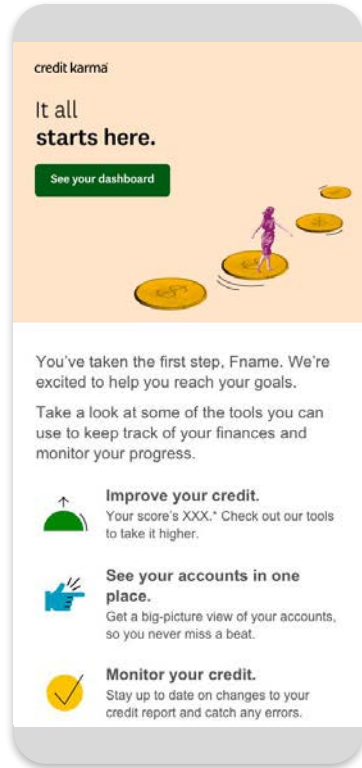 credit karma
It all
starts here.
See your dashboard
You've taken the first step, Fname. We're
excited to help you reach your goals.
Take a look at some of the tools you can
use to keep track of your finances and
monitor your progress.
Improve your credit.
Your score's XXX.* Check out our tools
to take it higher.
See your accounts in one
place.
Get a big-picture view of your accounts,
so you never miss a beat.
Monitor your credit.
Stay up to date on changes to your
credit report and catch any errors.